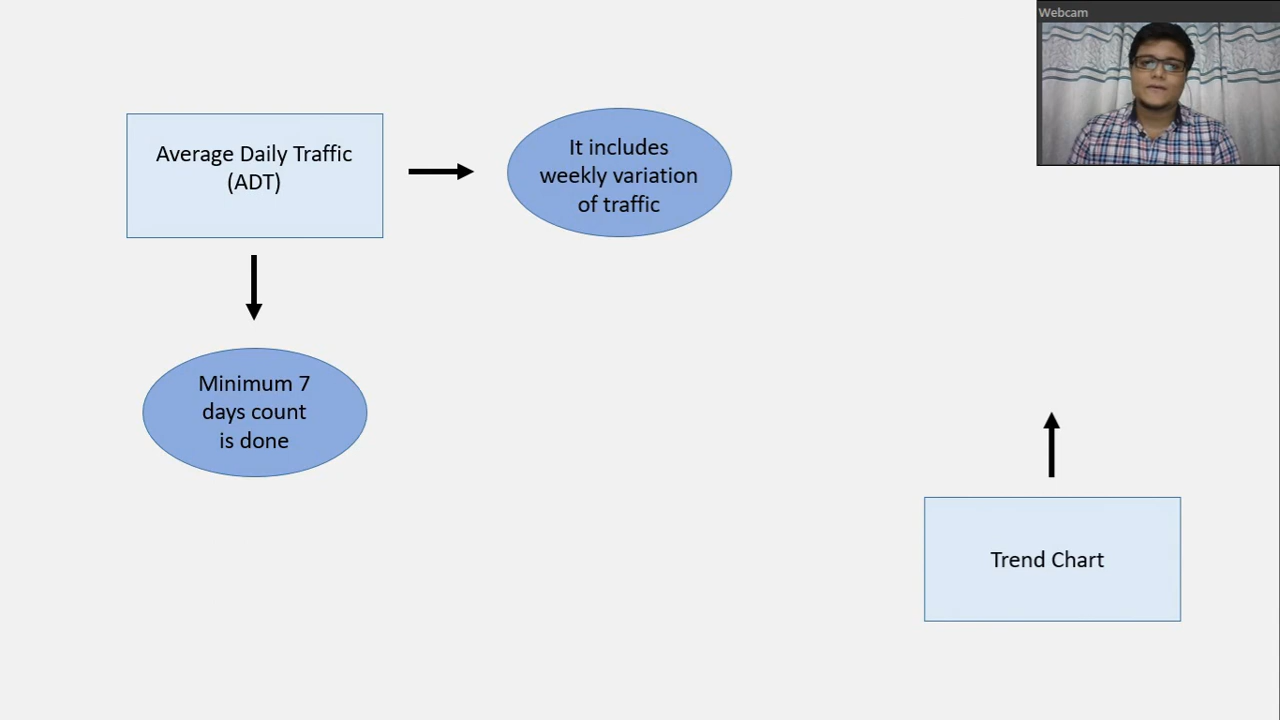 Webcam
Average Daily Traffic
(ADT)
It includes
weekly variation
of traffic
Minimum 7
days count
is done
Trend Chart